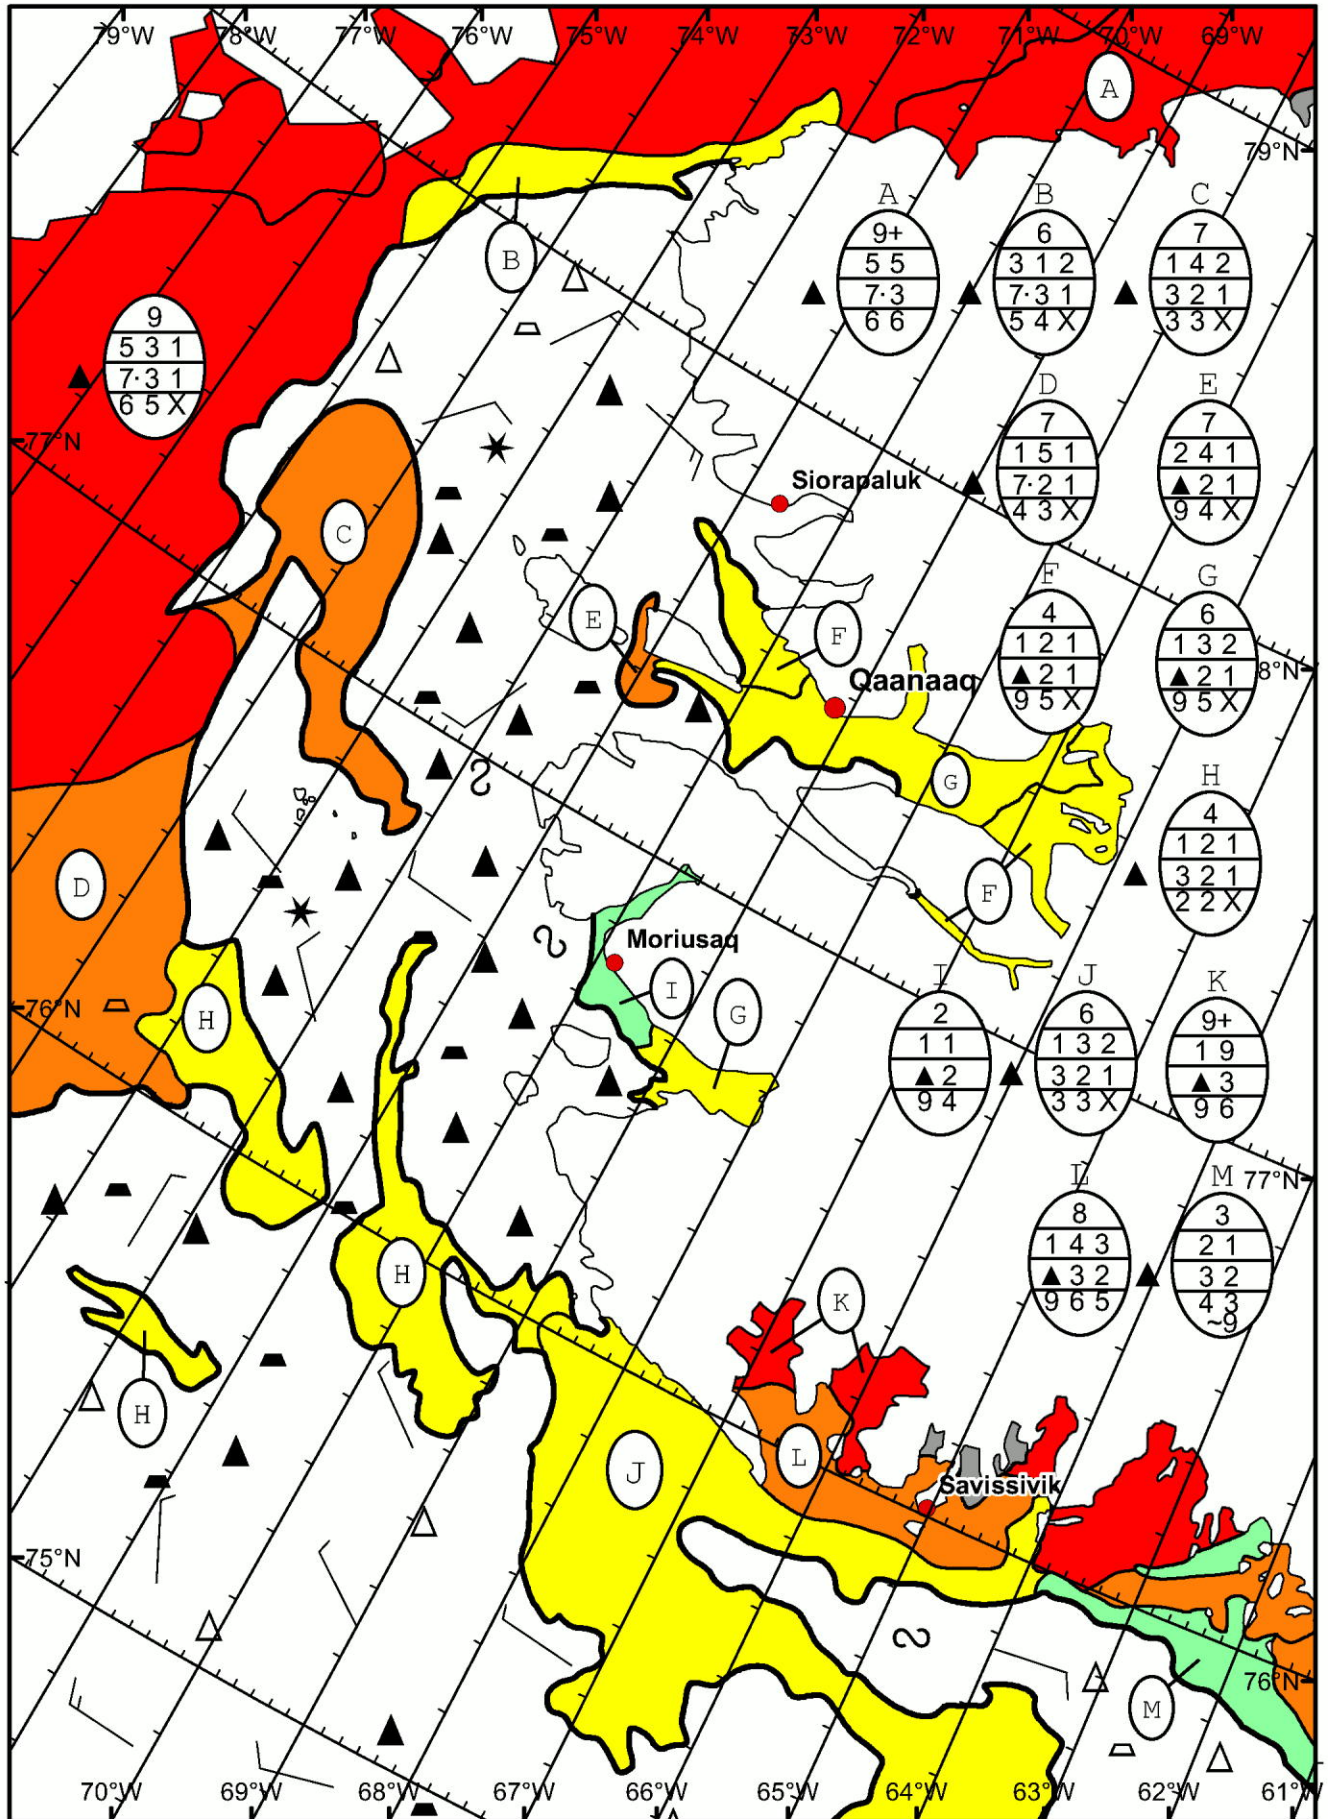 79°W 78°W 77°W 76°W 75°W 74°W 73°W 72°W 71°W 70°W 69°W
A
79°N
A B C
9+ 6 7
5 5 3 1 2 1 4 2
7· 3 7· 3 1 3 2 1
6 6 5 4 X 3 3 X
B
9
5 3 1
7· 3 1
6 5 X
77°N
D E
7 7
1 5 1 2 4 1
7· 2 1 ▲ 2 1
4 3 X 9 4 X
Siorapaluk
C
E
F
F G
4 6
1 2 1 1 3 2
▲ 2 1 ▲ 2 1
9 5 X 9 5 X
8°N
Qaanaaq
G
H
4
1 2 1
3 2 1
2 2 X
D
F
Moriusaq
I
G
76°N
H
I J K
2 6 9+
1 1 1 3 2 1 9
▲ 2 3 2 1 ▲ 3
9 4 3 3 X 9 6
77°N
L M
8 3
1 4 3 2 1
▲ 3 2 3 2
9 6 5 4 3
~9
H
K
H
L
J
Savissivik
75°N
M
76°N
70°W 69°W 68°W 67°W 66°W 65°W 64°W 63°W 62°W 61°W